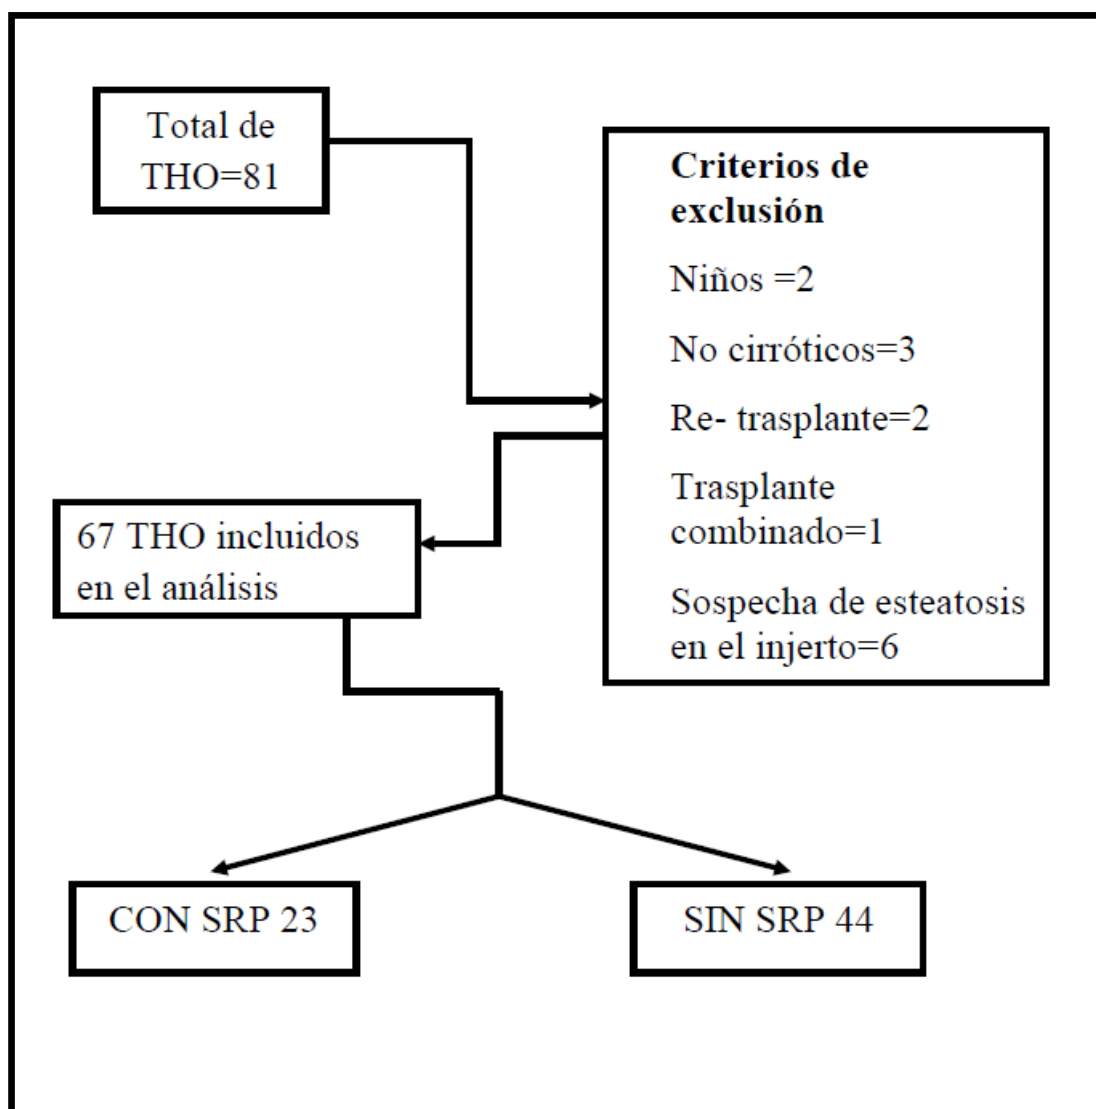 Total de
THO=81
Criterios de
exclusión
Niños =2
No cirróticos=3
Re- trasplante=2
Trasplante
combinado=1
Sospecha de esteatosis
en el injerto=6
67 THO incluidos
en el análisis
CON SRP 23
SIN SRP 44